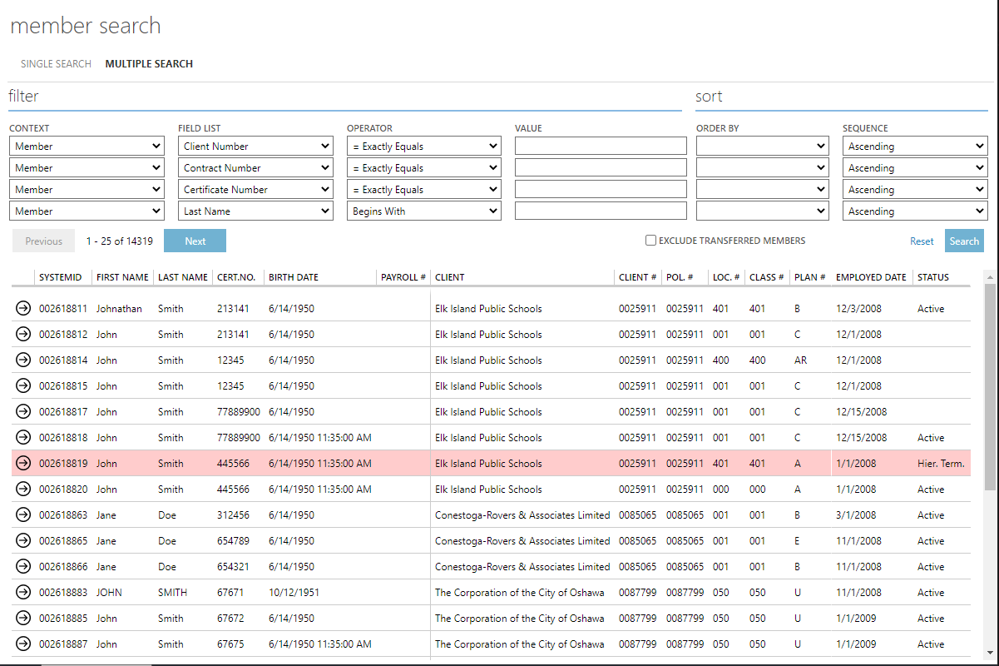 member search
SINGLE SEARCH MULTIPLE SEARCH
filter sort
CONTEXT FIELD LIST OPERATOR VALUE ORDER BY SEQUENCE
Member Client Number = Exactly Equals Ascending
Member Contract Number = Exactly Equals Ascending
Member Certificate Number = Exactly Equals Ascending
Member Last Name Begins With Ascending
Previous 1 - 25 of 14319 Next EXCLUDE TRANSFERRED MEMBERS Reset Search
SYSTEMID FIRST NAME LAST NAME CERT.NO. BIRTH DATE PAYROLL # CLIENT CLIENT # POL. # LOC. # CLASS # PLAN # EMPLOYED DATE STATUS
002618811 Johnathan Smith 213141 6/14/1950 Elk Island Public Schools 0025911 0025911 401 401 B 12/3/2008 Active
002618812 John Smith 213141 6/14/1950 Elk Island Public Schools 0025911 0025911 001 001 C 12/1/2008
002618814 John Smith 12345 6/14/1950 Elk Island Public Schools 0025911 0025911 400 400 AR 12/1/2008
002618815 John Smith 12345 6/14/1950 Elk Island Public Schools 0025911 0025911 001 001 C 12/1/2008
002618817 John Smith 77889900 6/14/1950 Elk Island Public Schools 0025911 0025911 001 001 C 12/15/2008
002618818 John Smith 77889900 6/14/1950 11:35:00 AM Elk Island Public Schools 0025911 0025911 001 001 C 12/15/2008 Active
002618819 John Smith 445566 6/14/1950 11:35:00 AM Elk Island Public Schools 0025911 0025911 401 401 A 1/1/2008 Hier. Term.
002618820 John Smith 445566 6/14/1950 11:35:00 AM Elk Island Public Schools 0025911 0025911 000 000 A 1/1/2008 Active
002618863 Jane Doe 312456 6/14/1950 Conestoga-Rovers & Associates Limited 0085065 0085065 001 001 B 3/1/2008 Active
002618865 Jane Doe 654789 6/14/1950 Conestoga-Rovers & Associates Limited 0085065 0085065 001 001 E 11/1/2008 Active
002618866 Jane Doe 654321 6/14/1950 Conestoga-Rovers & Associates Limited 0085065 0085065 001 001 B 11/1/2008 Active
002618883 JOHN SMITH 67671 10/12/1951 The Corporation of the City of Oshawa 0087799 0087799 050 050 U 11/1/2008 Active
002618885 John Smith 67672 6/14/1950 The Corporation of the City of Oshawa 0087799 0087799 050 050 U 1/1/2009 Active
002618887 John Smith 67675 6/14/1950 11:35:00 AM The Corporation of the City of Oshawa 0087799 0087799 050 050 U 1/1/2009 Active